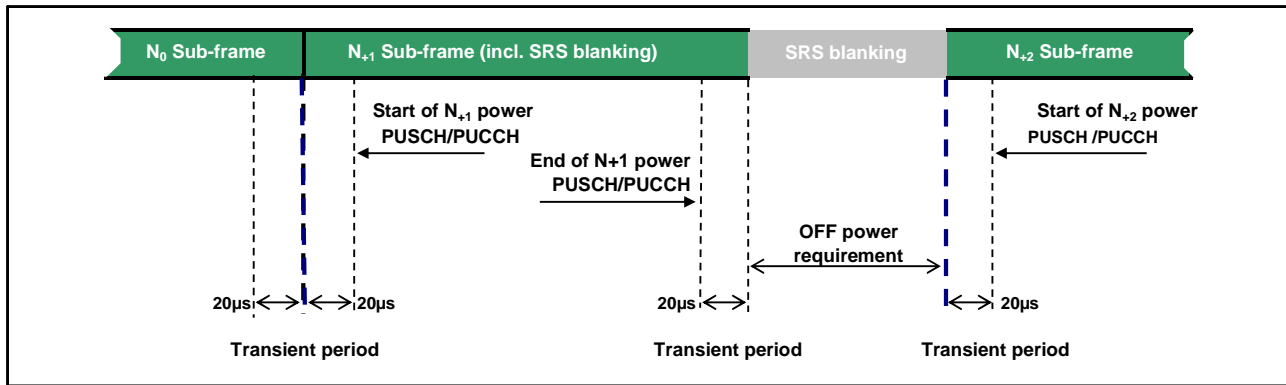 N₀ Sub-frame
N₊₁ Sub-frame (incl. SRS blanking)
SRS blanking
N₊₂ Sub-frame
Start of N₊₁ power
PUSCH/PUCCH
Start of N₊₂ power
PUSCH /PUCCH
End of N+1 power
PUSCH/PUCCH
OFF power
requirement
20µs
20µs
20µs
20µs
Transient period
Transient period
Transient period